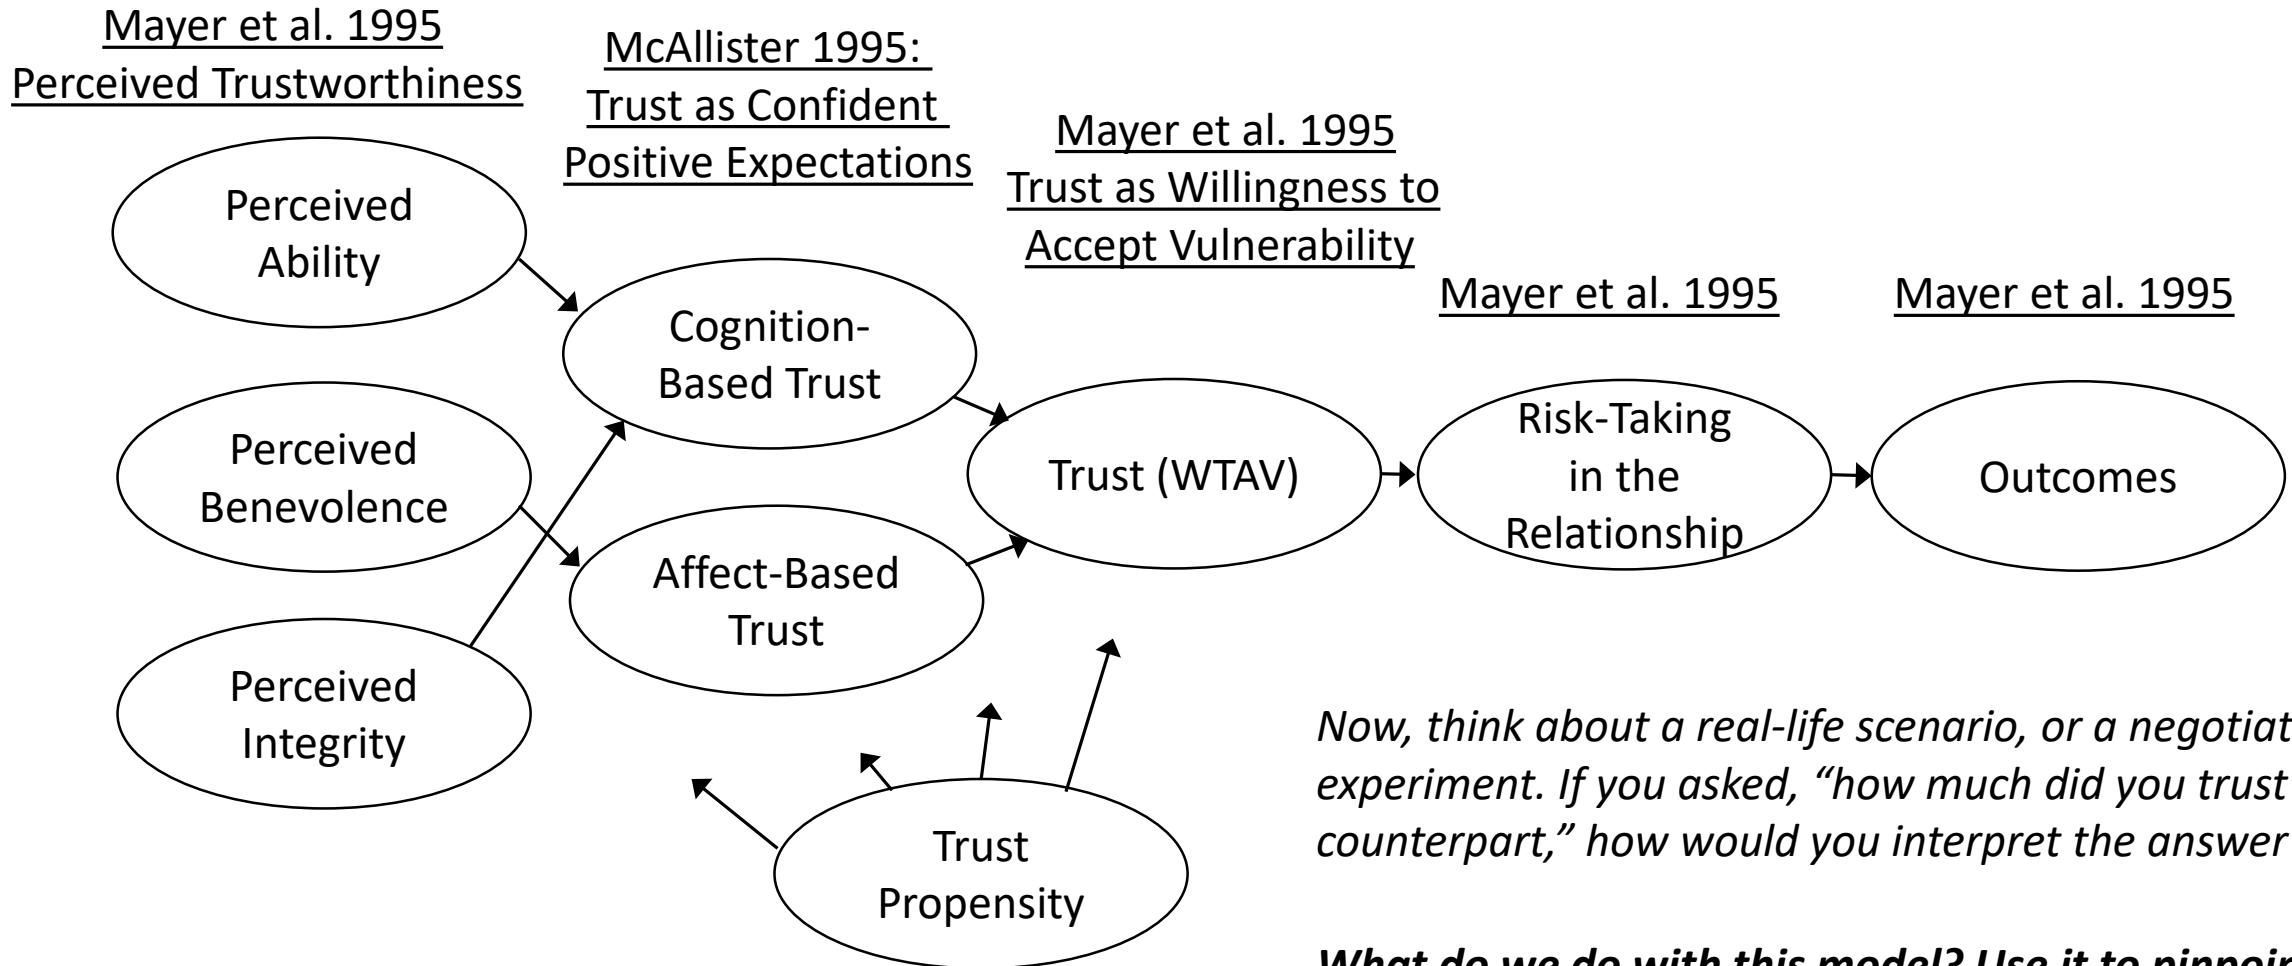 Mayer et al. 1995
Perceived Trustworthiness
McAllister 1995:
Trust as Confident
Positive Expectations
Mayer et al. 1995
Trust as Willingness to
Accept Vulnerability
Mayer et al. 1995
Mayer et al. 1995
Perceived
Ability
Perceived
Benevolence
Perceived
Integrity
Cognition-
Based Trust
Affect-Based
Trust
Trust (WTAV)
Risk-Taking
in the
Relationship
Outcomes
Trust
Propensity
Now, think about a real-life scenario, or a negotiat
experiment. If you asked, “how much did you trust
counterpart,” how would you interpret the answer
What do we do with this model? Use it to pinpoi